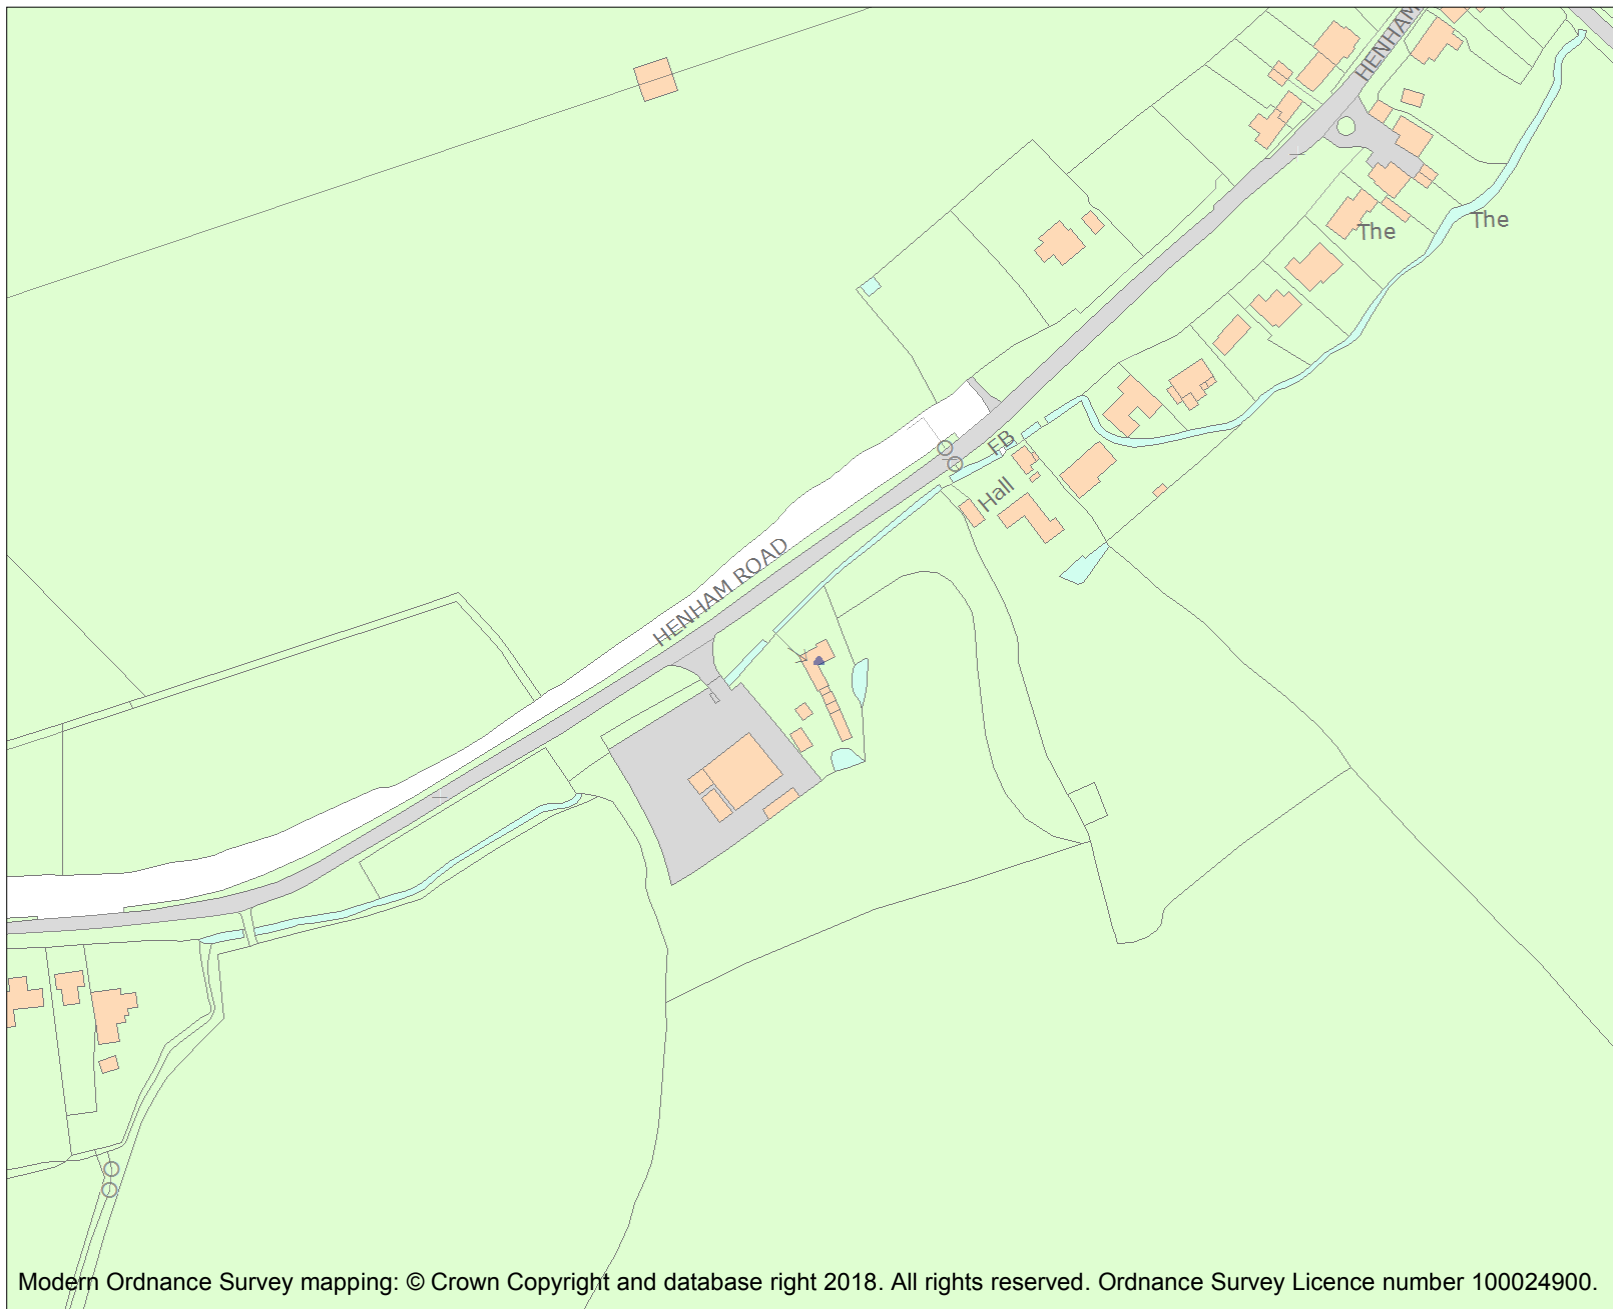 HENHAM
The
The
FB
Hall
HENHAM ROAD
Modern Ordnance Survey mapping: © Crown Copyright and database right 2018. All rights reserved. Ordnance Survey Licence number 100024900.